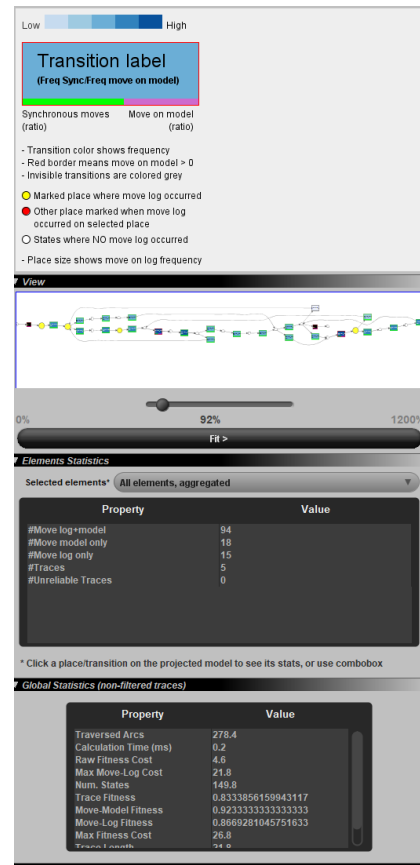 Low High
Transition label
(Freq Sync/Freq move on model)
Synchronous moves Move on model
(ratio) (ratio)
- Transition color shows frequency
- Red border means move on model > 0
- Invisible transitions are colored grey
Marked place where move log occurred
Other place marked when move log
occurred on selected place
States where NO move log occurred
- Place size shows move on log frequency
View
0% 92% 1200%
Fit >
Elements Statistics
Selected elements* All elements, aggregated
Property Value
#Move log+model 94
#Move model only 18
#Move log only 15
#Traces 5
#Unreliable Traces 0
* Click a place/transition on the projected model to see its stats, or use combobox
Global Statistics (non-filtered traces)
Property Value
Traversed Arcs 278.4
Calculation Time (ms) 0.2
Raw Fitness Cost 4.6
Max Move-Log Cost 21.8
Num. States 149.8
Trace Fitness 0.8333856159943117
Move-Model Fitness 0.9233333333333333
Move-Log Fitness 0.8669281045751633
Max Fitness Cost 26.8
Trace Length 21.8